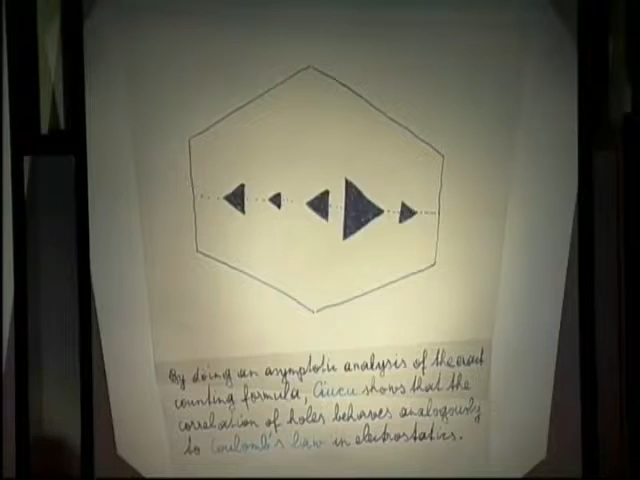 By doing an asymptotic analysis of the exact
counting formula, Ciucu shows that the
correlation of holes behaves analogously
to Coulomb's law in electrostatics.